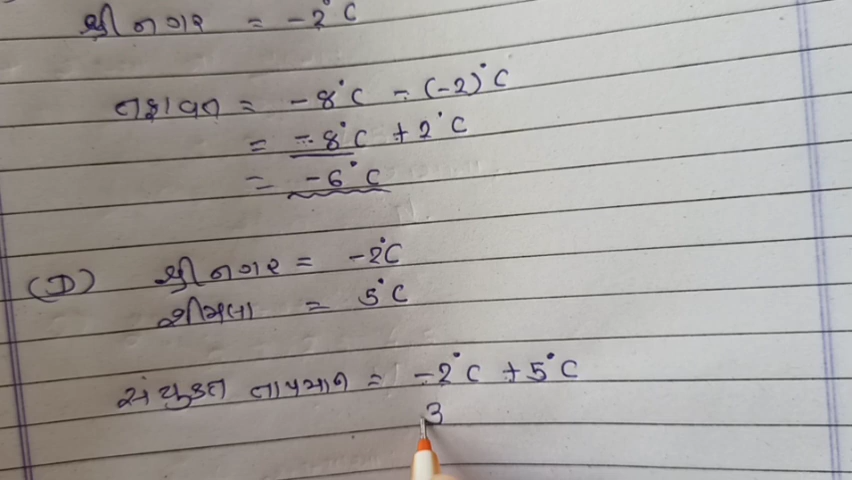 શ્રીનગર = -2°C
તફાવત = -8°C - (-2)°C
= -8°C + 2°C
= -6°C
(D) શ્રીનગર = -2°C
શીમલા = 5°C
સંયુક્ત તાપમાન = -2°C + 5°C
3